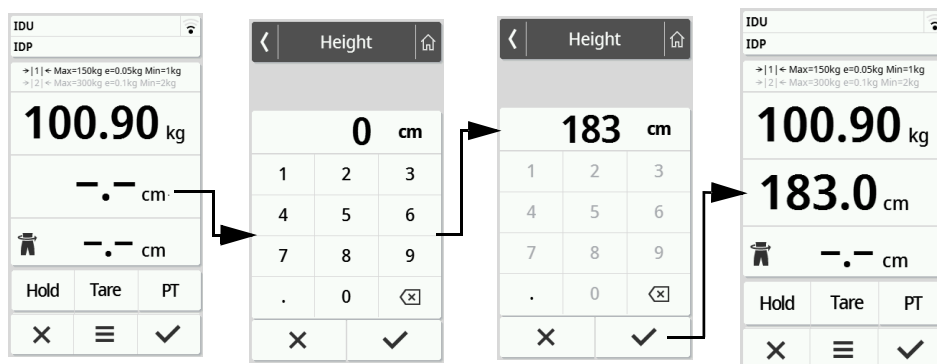 IDU
IDP
→|1|← Max=150kg e=0.05kg Min=1kg
→|2|← Max=300kg e=0.1kg Min=2kg
100.90 kg
-.- cm
-.- cm
Hold Tare PT
Height
0 cm
1 2 3
4 5 6
7 8 9
. 0
Height
183 cm
1 2 3
4 5 6
7 8 9
. 0
IDU
IDP
→|1|← Max=150kg e=0.05kg Min=1kg
→|2|← Max=300kg e=0.1kg Min=2kg
100.90 kg
183.0 cm
-.- cm
Hold Tare PT